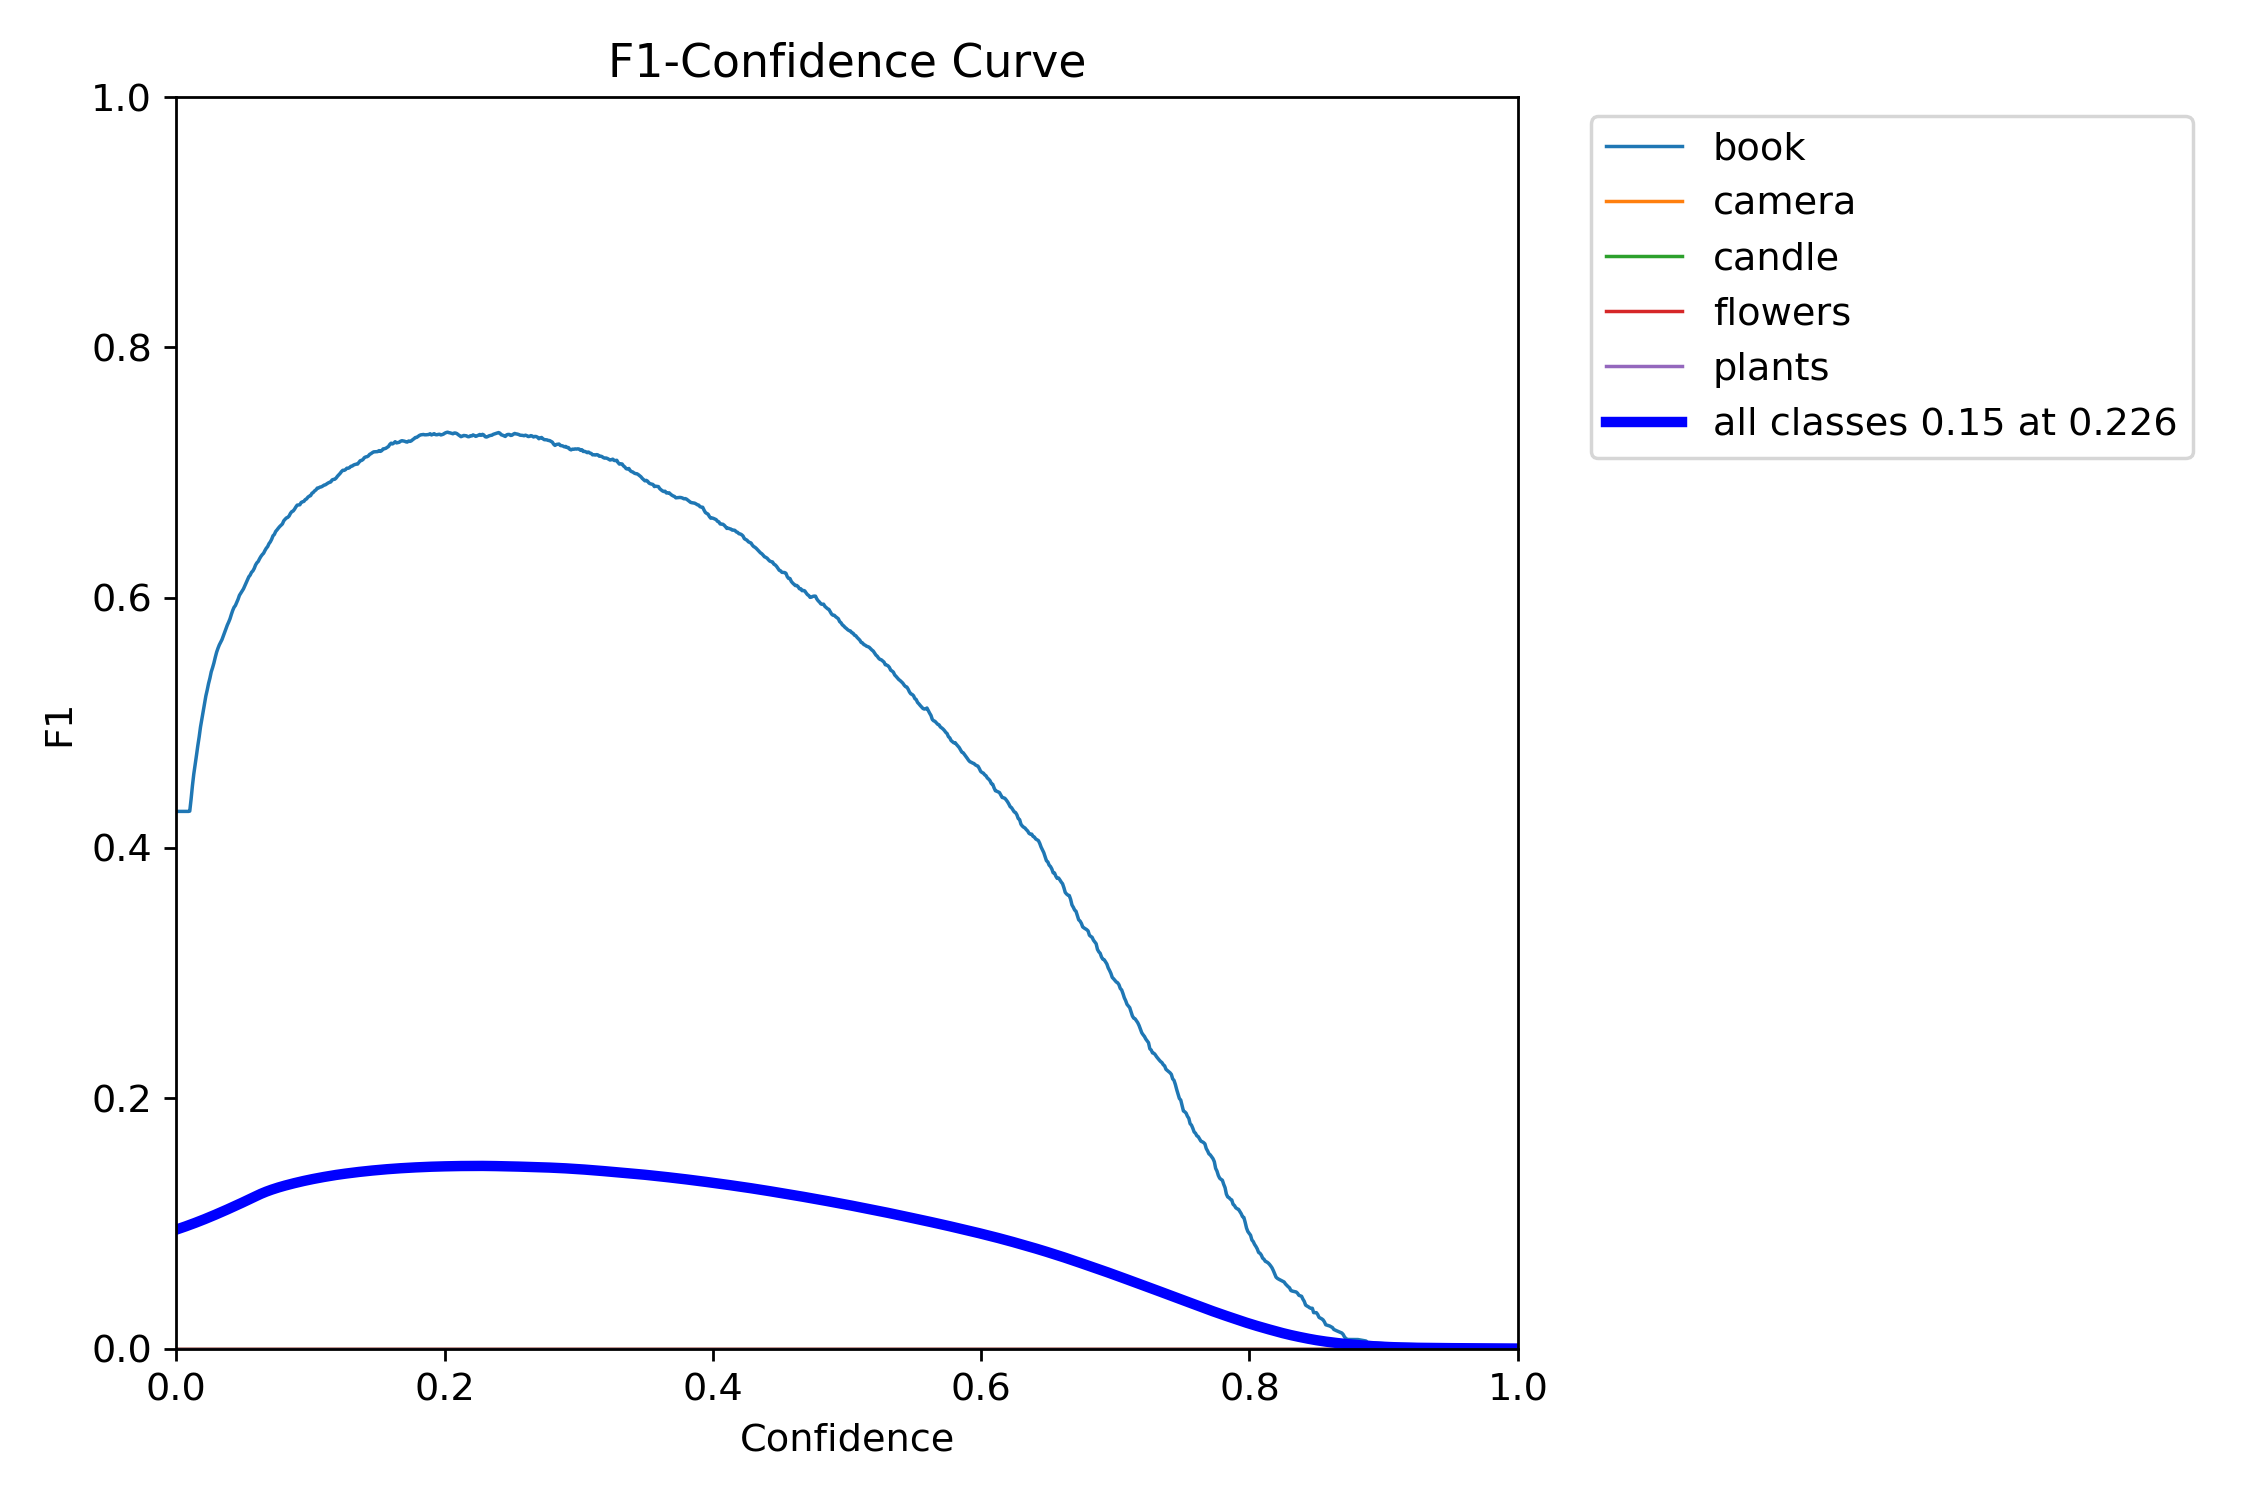 F1-Confidence Curve
1.0
0.8
0.6
0.4
0.2
0.0
F1
0.0 0.2 0.4 0.6 0.8 1.0
Confidence
book
camera
candle
flowers
plants
all classes 0.15 at 0.226